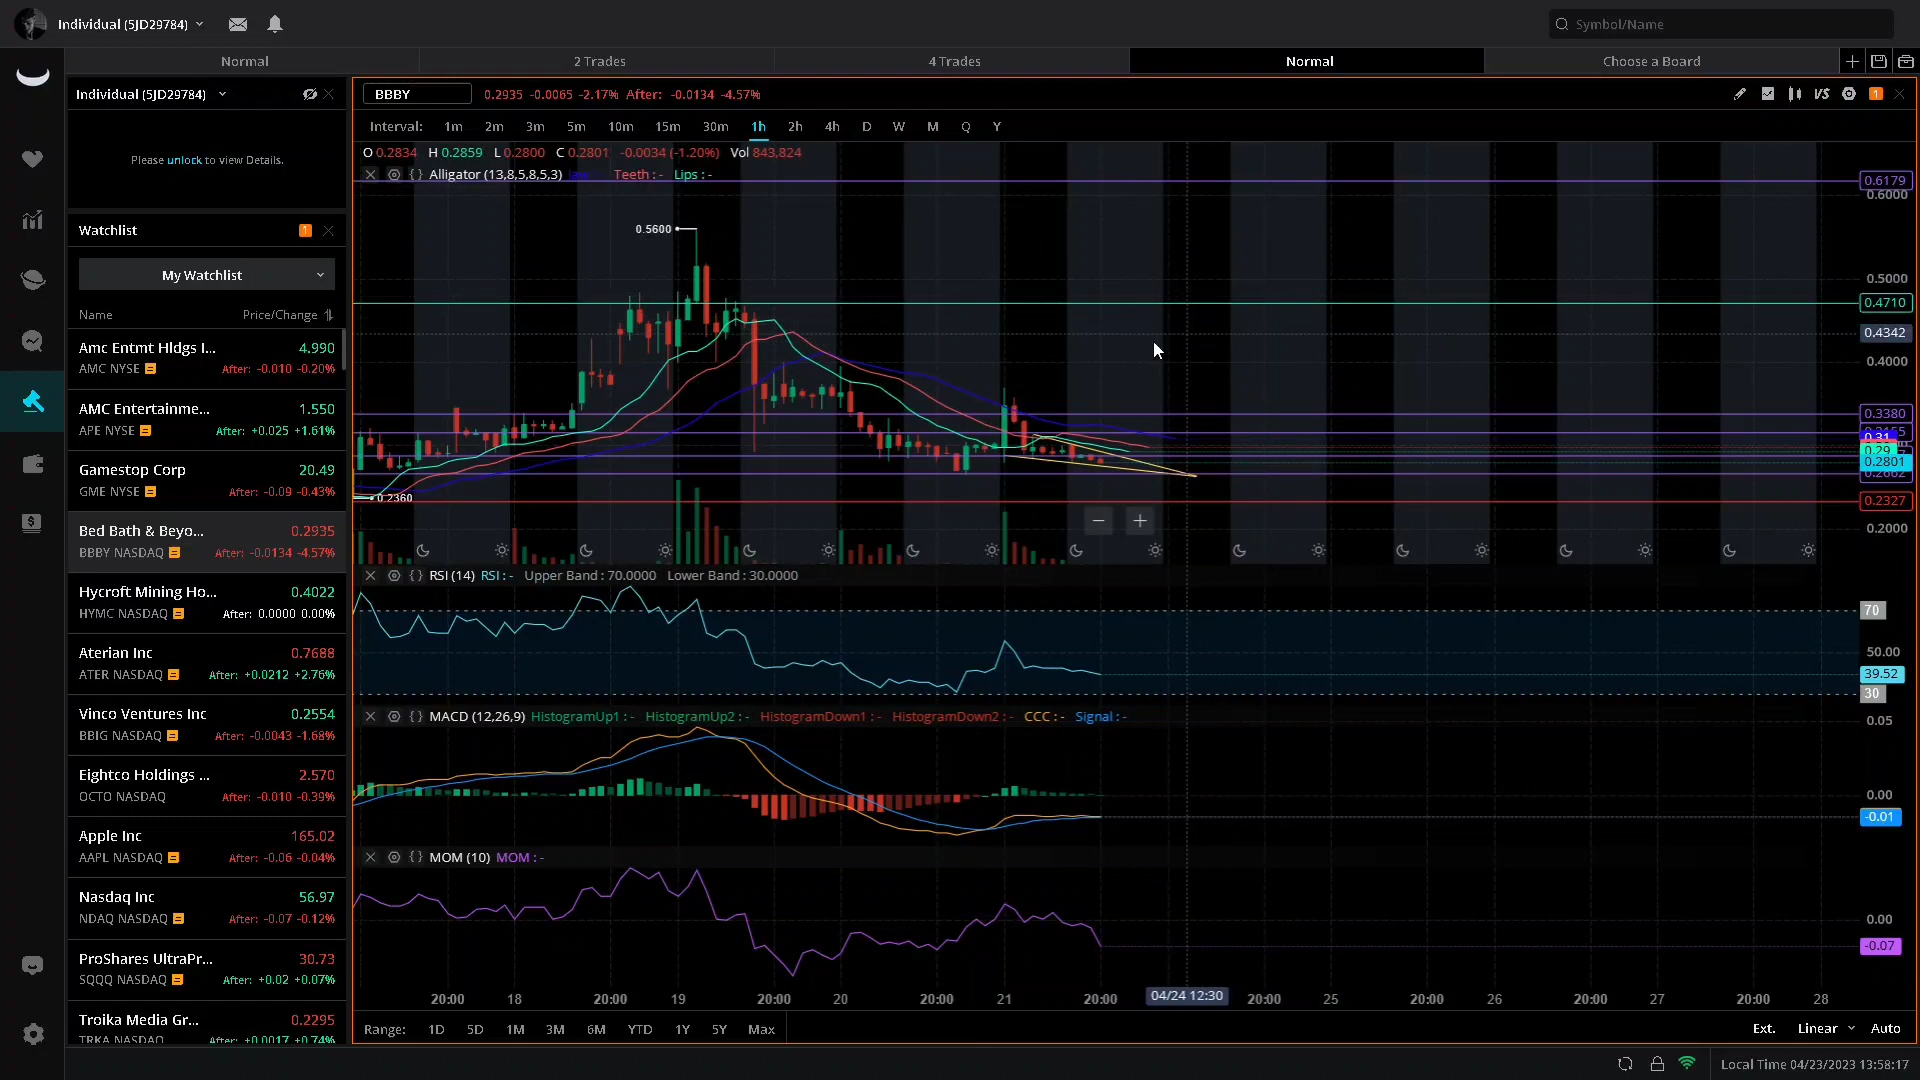 Individual (5JD29784)
Symbol/Name
Normal
2 Trades
4 Trades
Normal
Choose a Board
Individual (5JD29784)
Please unlock to view Details.
Watchlist
1
My Watchlist
Name Price/Change
Amc Entmt Hldgs I... 4.990
AMC NYSE After: -0.010 -0.20%
AMC Entertainme... 1.550
APE NYSE After: +0.025 +1.61%
Gamestop Corp 20.49
GME NYSE After: -0.09 -0.43%
Bed Bath & Beyo... 0.2935
BBBY NASDAQ After: -0.0134 -4.57%
Hycroft Mining Ho... 0.4022
HYMC NASDAQ After: 0.0000 0.00%
Aterian Inc 0.7688
ATER NASDAQ After: +0.0212 +2.76%
Vinco Ventures Inc 0.2554
BBIG NASDAQ After: -0.0043 -1.68%
Eightco Holdings ... 2.570
OCTO NASDAQ After: -0.010 -0.39%
Apple Inc 165.02
AAPL NASDAQ After: -0.06 -0.04%
Nasdaq Inc 56.97
NDAQ NASDAQ After: -0.07 -0.12%
ProShares UltraPr... 30.73
SQQQ NASDAQ After: +0.02 +0.07%
Troika Media Gr... 0.2295
TRKA NASDAQ After: +0.0017 +0.74%
BBBY 0.2935 -0.0065 -2.17% After: -0.0134 -4.57%
VS
1
Interval: 1m 2m 3m 5m 10m 15m 30m 1h 2h 4h D W M Q Y
O 0.2834 H 0.2859 L 0.2800 C 0.2801 -0.0034 (-1.20%) Vol 843,824
Alligator (13,8,5,8,5,3) Teeth : - Lips : -
0.5600
0.2360
0.6179
0.6000
0.5000
0.4710
0.4342
0.4000
0.3380
0.31
0.29
0.2801
0.2327
0.2000
RSI (14) RSI : - Upper Band : 70.0000 Lower Band : 30.0000
70
50.00
39.52
30
MACD (12,26,9) HistogramUp1 : - HistogramUp2 : - HistogramDown1 : - HistogramDown2 : - CCC : - Signal : -
0.05
0.00
-0.01
MOM (10) MOM : -
0.00
-0.07
20:00 18 20:00 19 20:00 20 20:00 21 20:00 04/24 12:30 20:00 25 20:00 26 20:00 27 20:00 28
Range: 1D 5D 1M 3M 6M YTD 1Y 5Y Max
Ext. Linear Auto
Local Time 04/23/2023 13:58:17